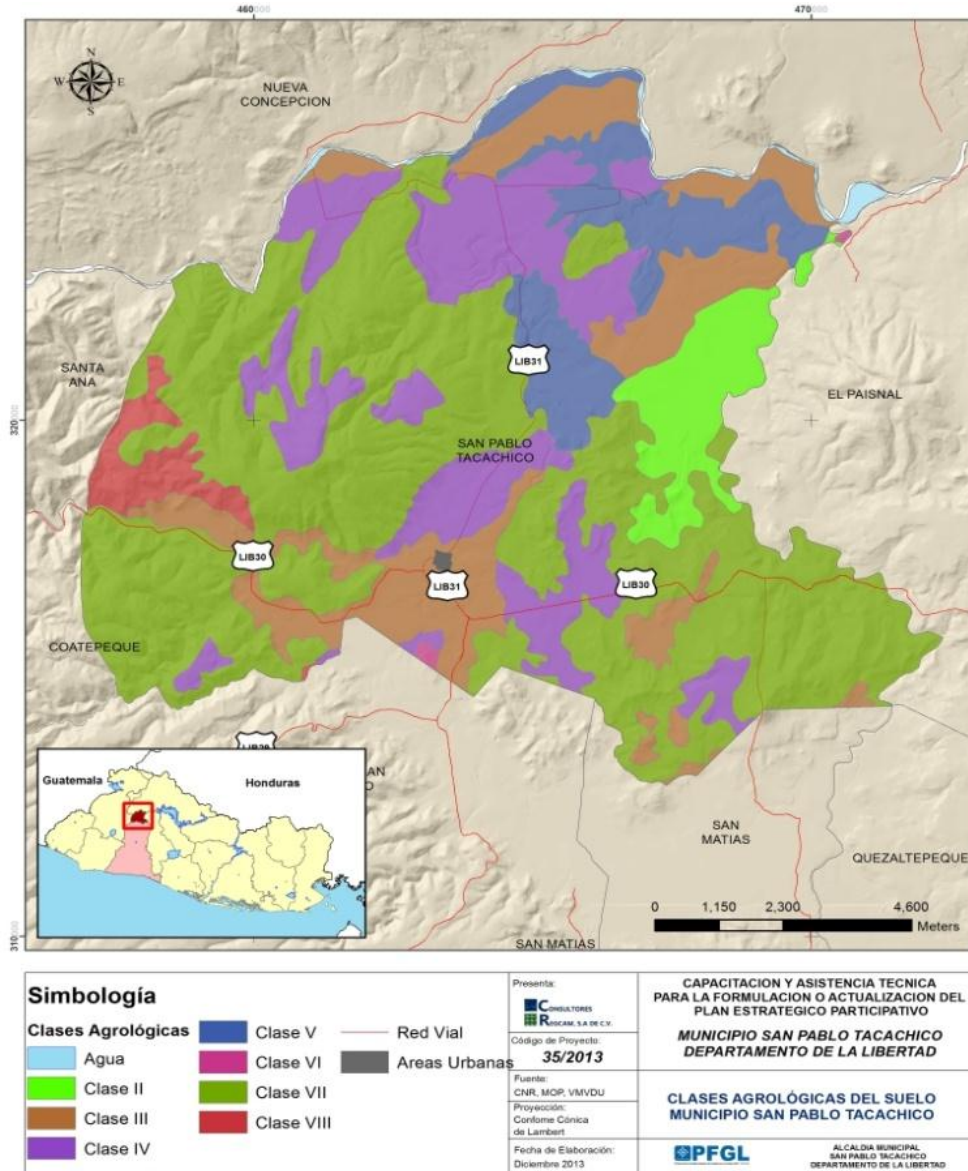 460000
470000
N
W E
S
NUEVA
CONCEPCION
SANTA
ANA
LIB31
EL PAISNAL
320000
SAN PABLO
TACACHICO
LIB30
LIB31
LIB30
COATEPEQUE
Guatemala
Honduras
AN
SAN
MATIAS
QUEZALTEPEQUE
0 1,150 2,300 4,600
Meters
SAN MATIAS
Simbología
Clases Agrológicas
Agua
Clase II
Clase III
Clase IV
Clase V
Clase VI
Clase VII
Clase VIII
Red Vial
Areas Urbanas
Presenta:
CONSULTORES
REGCAM, S.A DE C.V.
Código de Proyecto:
35/2013
Fuente:
CNR, MOP, VMVDU
Proyección:
Conforme Cónica
de Lambert
Fecha de Elaboración:
Diciembre 2013
CAPACITACION Y ASISTENCIA TECNICA
PARA LA FORMULACION O ACTUALIZACION DEL
PLAN ESTRATEGICO PARTICIPATIVO
MUNICIPIO SAN PABLO TACACHICO
DEPARTAMENTO DE LA LIBERTAD
CLASES AGROLÓGICAS DEL SUELO
MUNICIPIO SAN PABLO TACACHICO
PFGL
ALCALDIA MUNICIPAL
SAN PABLO TACACHICO
DEPARTAMENTO DE LA LIBERTAD